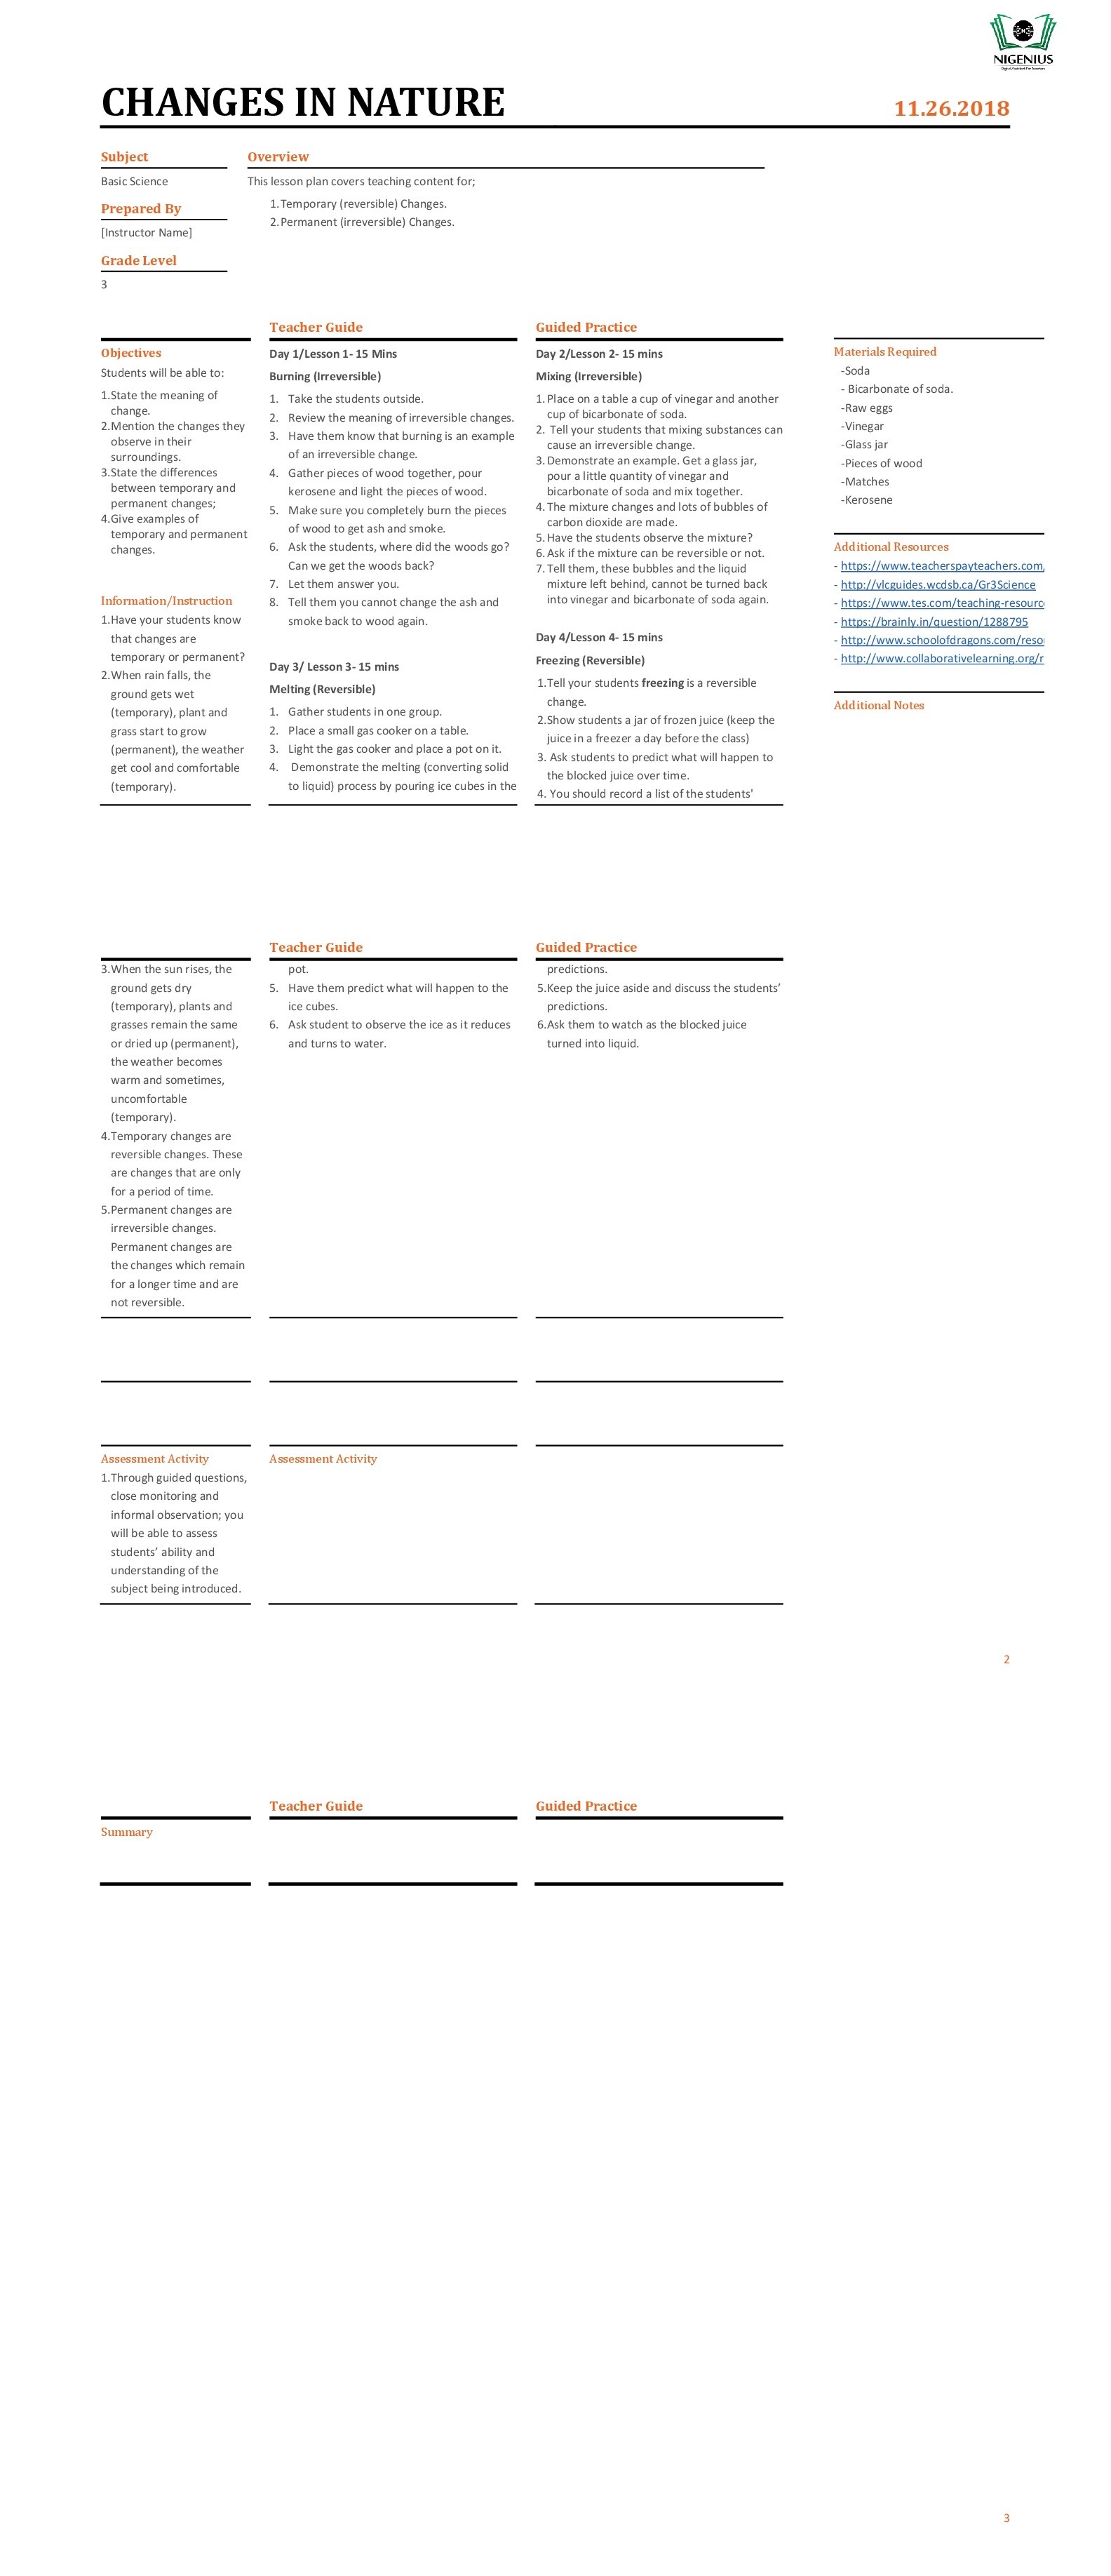 NIGENIUS
Digital Assistant For Teachers
CHANGES IN NATURE
11.26.2018
Subject
Basic Science
Prepared By
[Instructor Name]
Grade Level
3
Overview
This lesson plan covers teaching content for;
1.Temporary (reversible) Changes.
2.Permanent (irreversible) Changes.
Objectives
Students will be able to:
1.State the meaning of
change.
2.Mention the changes they
observe in their
surroundings.
3.State the differences
between temporary and
permanent changes;
4.Give examples of
temporary and permanent
changes.
Information/Instruction
1.Have your students know
that changes are
temporary or permanent?
2.When rain falls, the
ground gets wet
(temporary), plant and
grass start to grow
(permanent), the weather
get cool and comfortable
(temporary).
Teacher Guide
Day 1/Lesson 1- 15 Mins
Burning (Irreversible)
1. Take the students outside.
2. Review the meaning of irreversible changes.
3. Have them know that burning is an example
of an irreversible change.
4. Gather pieces of wood together, pour
kerosene and light the pieces of wood.
5. Make sure you completely burn the pieces
of wood to get ash and smoke.
6. Ask the students, where did the woods go?
Can we get the woods back?
7. Let them answer you.
8. Tell them you cannot change the ash and
smoke back to wood again.
Day 3/ Lesson 3- 15 mins
Melting (Reversible)
1. Gather students in one group.
2. Place a small gas cooker on a table.
3. Light the gas cooker and place a pot on it.
4. Demonstrate the melting (converting solid
to liquid) process by pouring ice cubes in the
Guided Practice
Day 2/Lesson 2- 15 mins
Mixing (Irreversible)
1. Place on a table a cup of vinegar and another
cup of bicarbonate of soda.
2. Tell your students that mixing substances can
cause an irreversible change.
3. Demonstrate an example. Get a glass jar,
pour a little quantity of vinegar and
bicarbonate of soda and mix together.
4. The mixture changes and lots of bubbles of
carbon dioxide are made.
5. Have the students observe the mixture?
6. Ask if the mixture can be reversible or not.
7. Tell them, these bubbles and the liquid
mixture left behind, cannot be turned back
into vinegar and bicarbonate of soda again.
Day 4/Lesson 4- 15 mins
Freezing (Reversible)
1.Tell your students freezing is a reversible
change.
2.Show students a jar of frozen juice (keep the
juice in a freezer a day before the class)
3. Ask students to predict what will happen to
the blocked juice over time.
4. You should record a list of the students'
Materials Required
-Soda
- Bicarbonate of soda.
-Raw eggs
-Vinegar
-Glass jar
-Pieces of wood
-Matches
-Kerosene
Additional Resources
- https://www.teacherspayteachers.com/
- http://vlcguides.wcdsb.ca/Gr3Science
- https://www.tes.com/teaching-resourc
- https://brainly.in/question/1288795
- http://www.schoolofdragons.com/reso
- http://www.collaborativelearning.org/r
Additional Notes
3.When the sun rises, the
ground gets dry
(temporary), plants and
grasses remain the same
or dried up (permanent),
the weather becomes
warm and sometimes,
uncomfortable
(temporary).
4.Temporary changes are
reversible changes. These
are changes that are only
for a period of time.
5.Permanent changes are
irreversible changes.
Permanent changes are
the changes which remain
for a longer time and are
not reversible.
Teacher Guide
pot.
5. Have them predict what will happen to the
ice cubes.
6. Ask student to observe the ice as it reduces
and turns to water.
Guided Practice
predictions.
5.Keep the juice aside and discuss the students’
predictions.
6.Ask them to watch as the blocked juice
turned into liquid.
Assessment Activity
1.Through guided questions,
close monitoring and
informal observation; you
will be able to assess
students’ ability and
understanding of the
subject being introduced.
Assessment Activity
2
Teacher Guide
Guided Practice
Summary
3